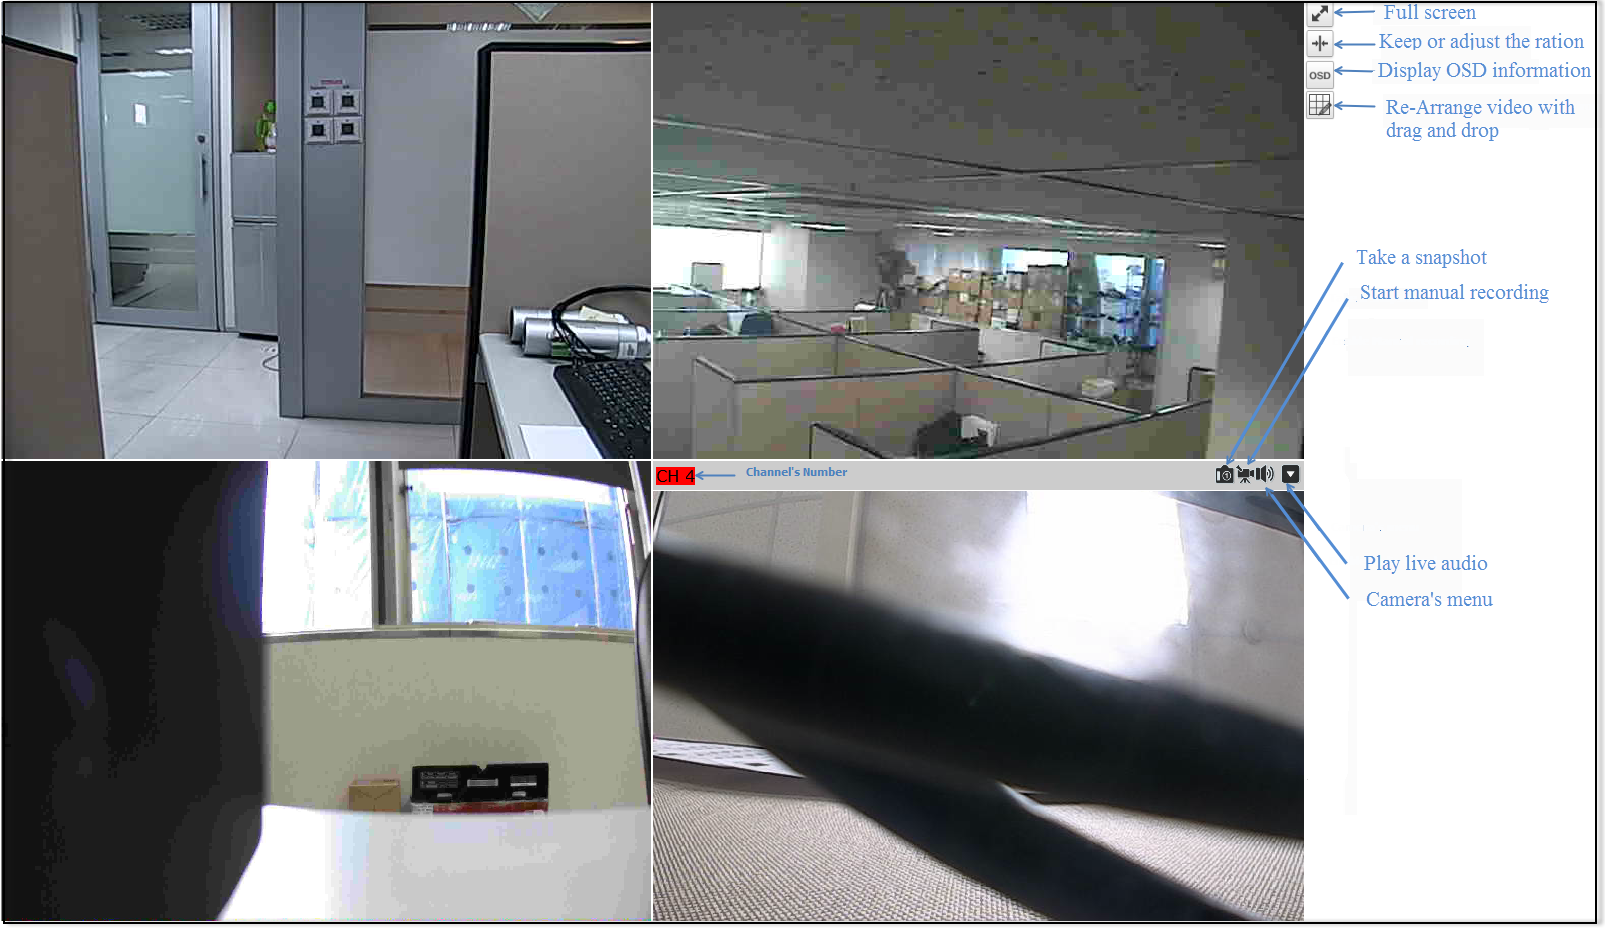 Full screen
Keep or adjust the ration
OSD
Display OSD information
Re-Arrange video with
drag and drop
Take a snapshot
Start manual recording
CH 4
Channel's Number
Play live audio
Camera's menu